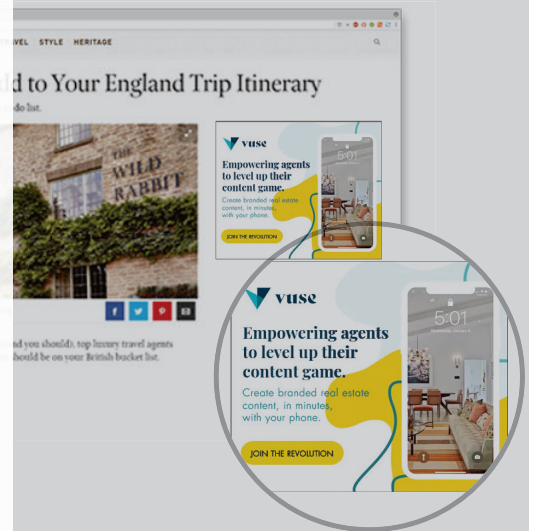 STYLE HERITAGE
to Your England Trip Itinerary
do list.
THE
WILD
RABBIT
vuse
Empowering agents
to level up their
content game.
Create branded real estate
content, in minutes,
with your phone.
JOIN THE REVOLUTION
5:01
nd you should), top luxury travel agents
should be on your British bucket list.
vuse
Empowering agents
to level up their
content game.
Create branded real estate
content, in minutes,
with your phone.
JOIN THE REVOLUTION
5:01